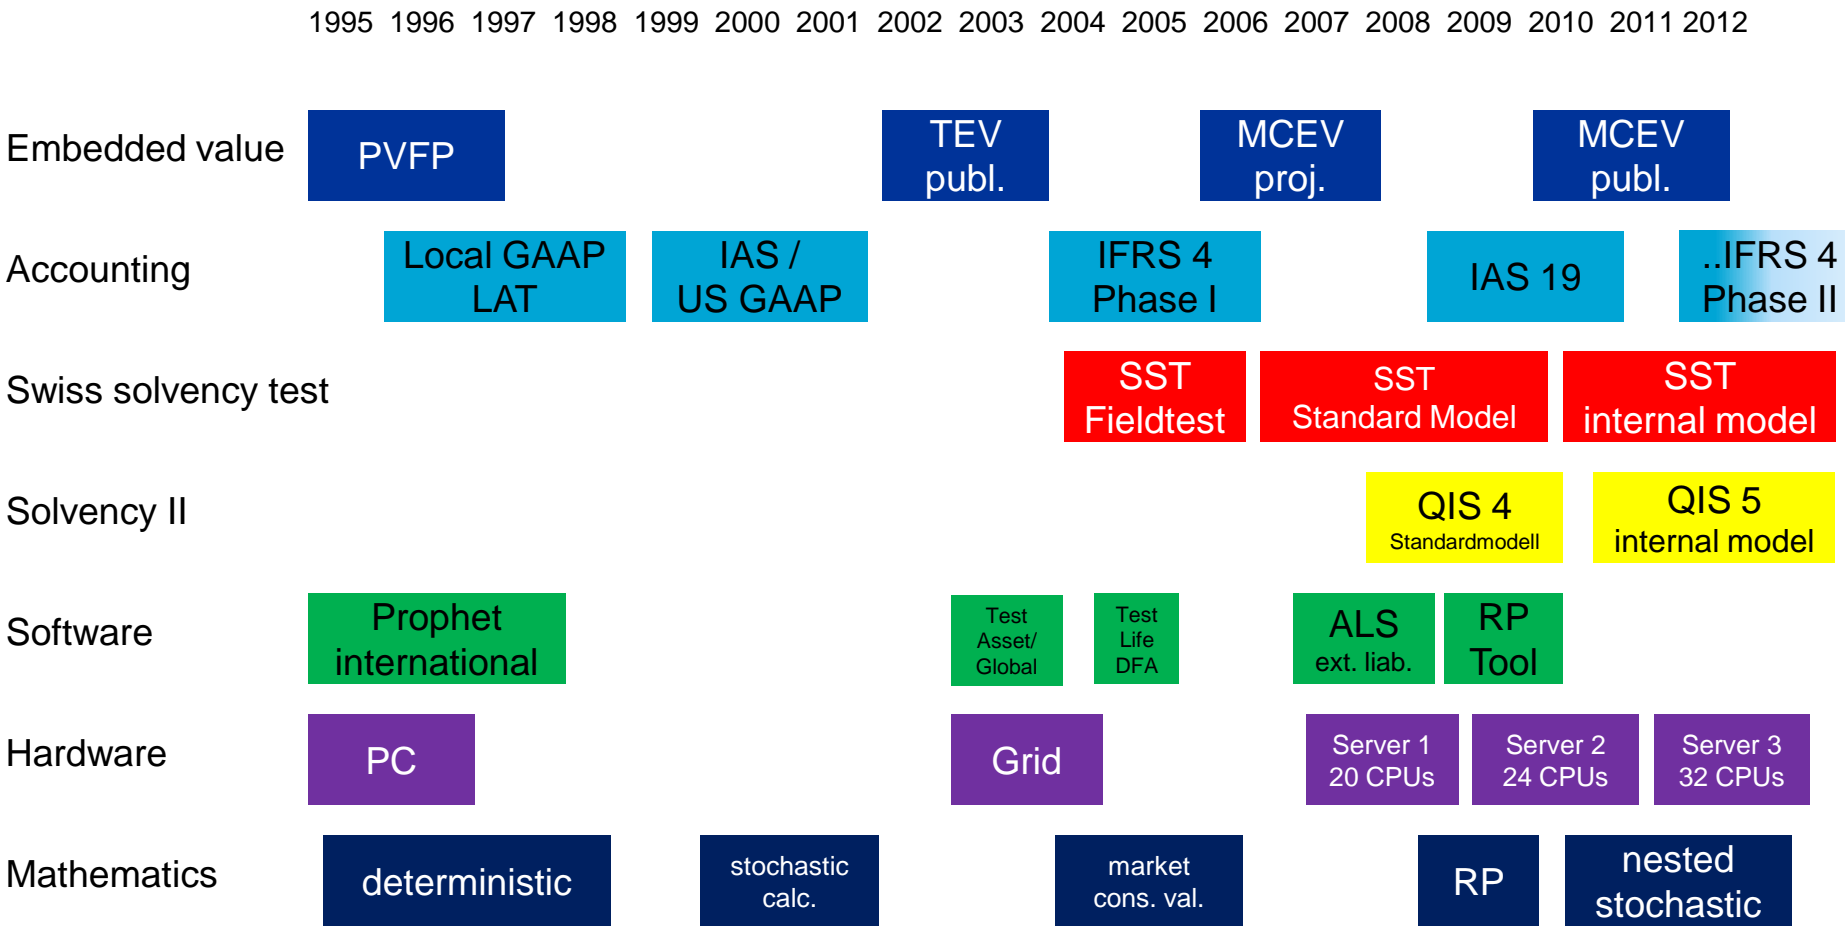 1995 1996 1997 1998 1999 2000 2001 2002 2003 2004 2005 2006 2007 2008 2009 2010 2011 2012
Embedded value
PVFP
TEV
publ.
MCEV
proj.
MCEV
publ.
Accounting
Local GAAP
LAT
IAS /
US GAAP
IFRS 4
Phase I
IAS 19
..IFRS 4
Phase II
Swiss solvency test
SST
Fieldtest
SST
Standard Model
SST
internal model
Solvency II
QIS 4
Standardmodell
QIS 5
internal model
Software
Prophet
international
Test
Asset/
Global
Test
Life
DFA
ALS
ext. liab.
RP
Tool
Hardware
PC
Grid
Server 1
20 CPUs
Server 2
24 CPUs
Server 3
32 CPUs
Mathematics
deterministic
stochastic
calc.
market
cons. val.
RP
nested
stochastic